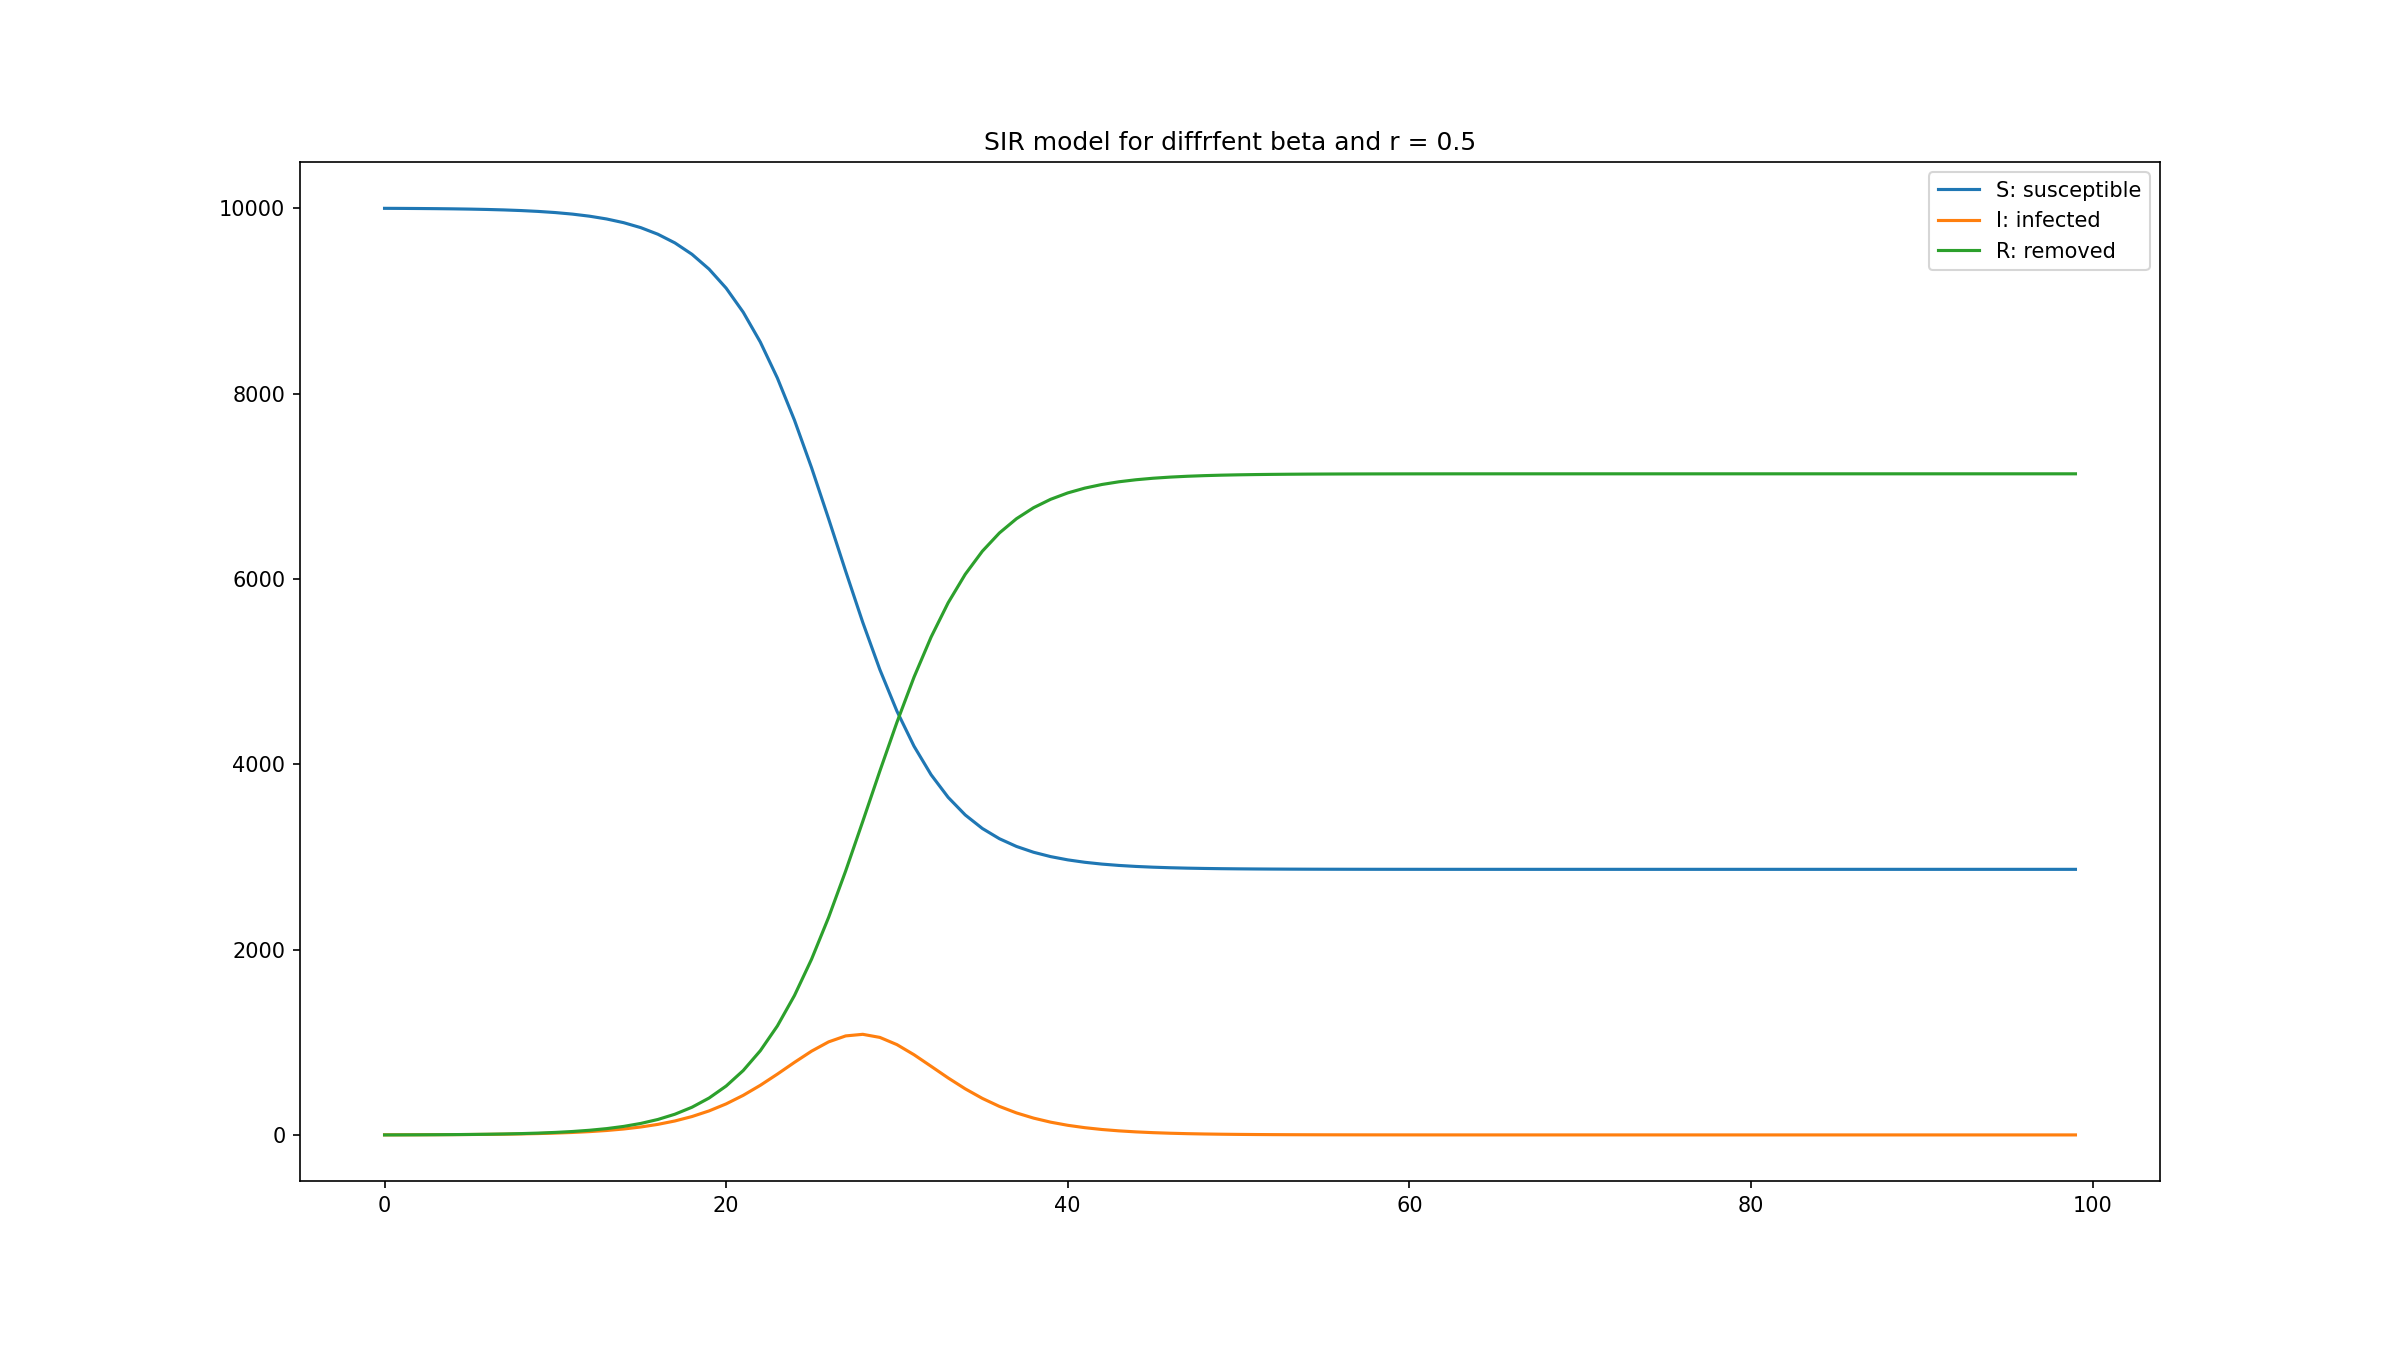 SIR model for diffrfent beta and r = 0.5
S: susceptible
I: infected
R: removed
10000
8000
6000
4000
2000
0
0 20 40 60 80 100